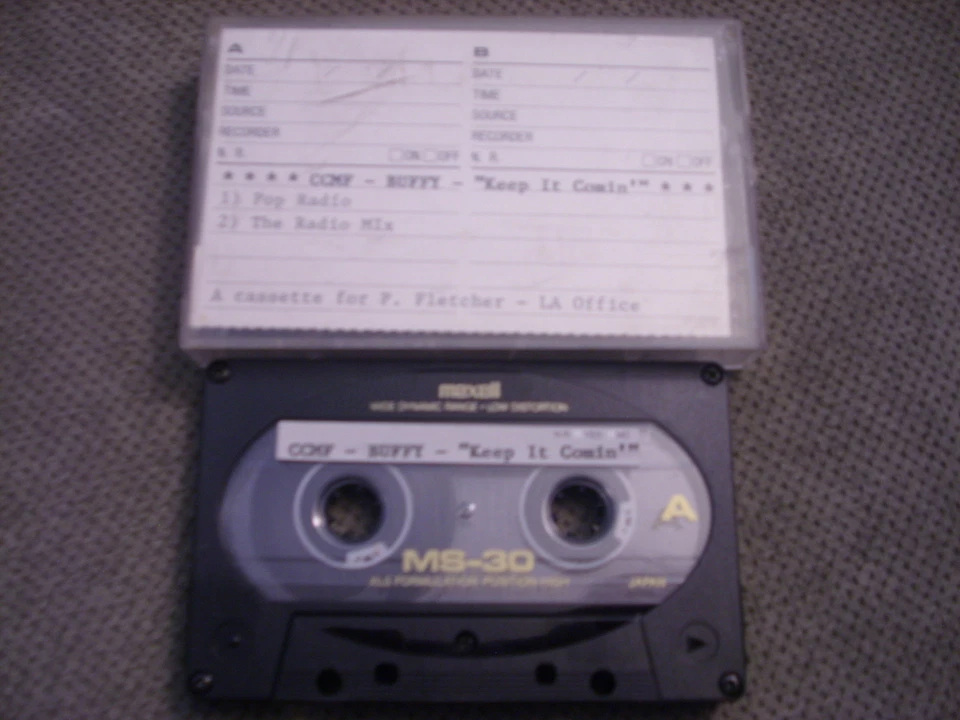 A B
DATE DATE
TIME TIME
SOURCE SOURCE
RECORDER RECORDER
N. R. □ON □OFF N. R. □ON □OFF
* * * * CCMF - BUFFY - "Keep It Comin'" * * *
1) Pop Radio
2) The Radio MIx
A cassette for F. Fletcher - LA Office
maxell
WIDE DYNAMIC RANGE • LOW DISTORTION
CCMF - BUFFY - "Keep It Comin'"
A
MS-30
POSITION
JAPAN